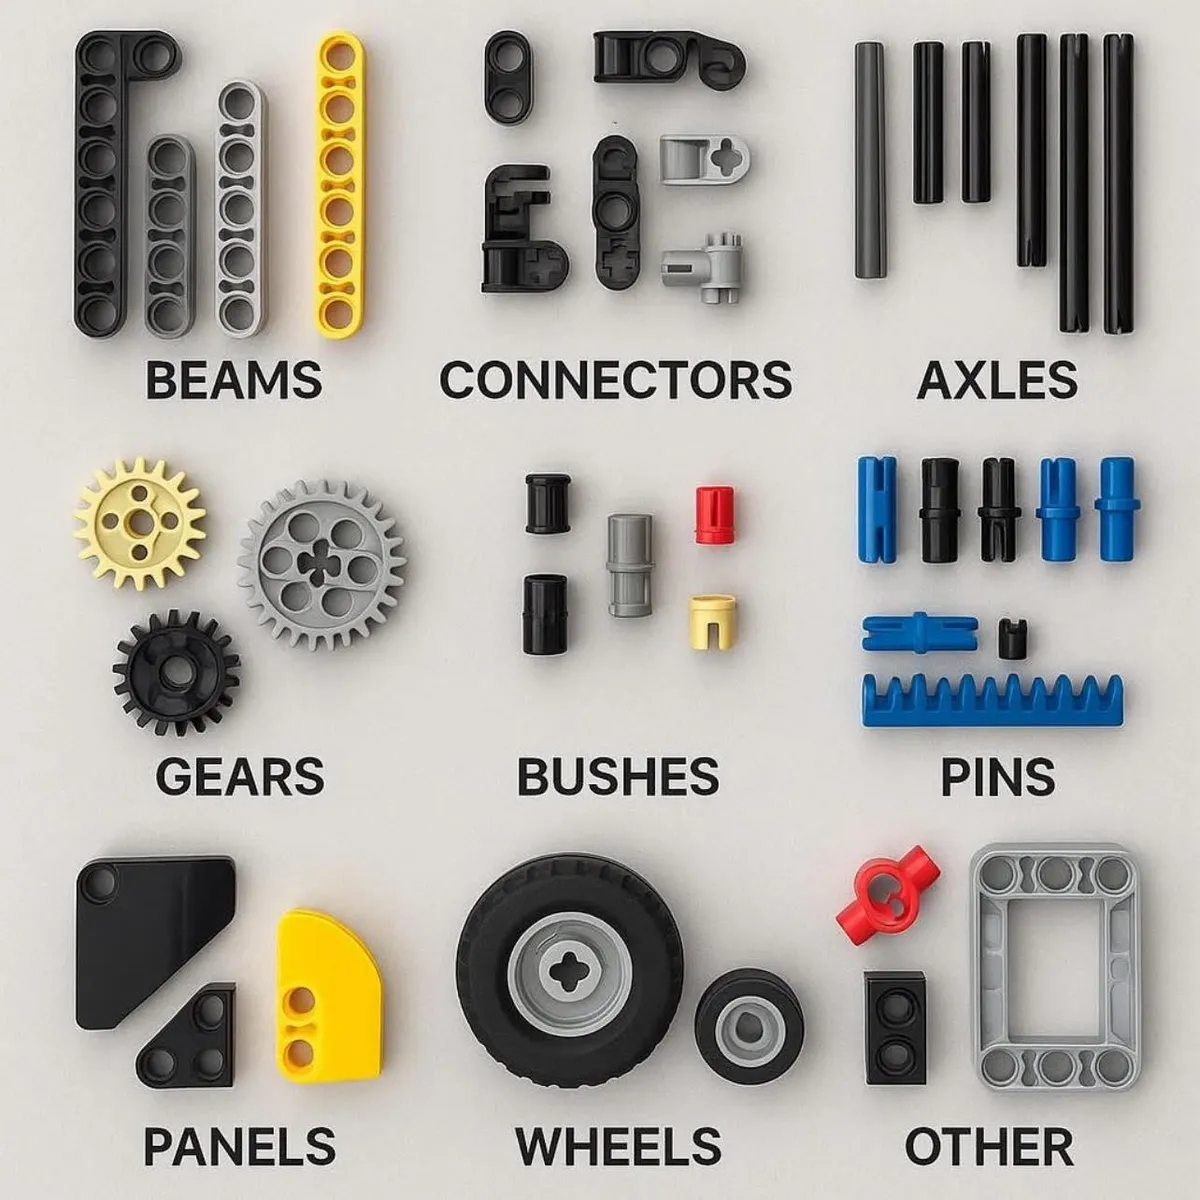 BEAMS
CONNECTORS
AXLES
GEARS
BUSHES
PINS
PANELS
WHEELS
OTHER